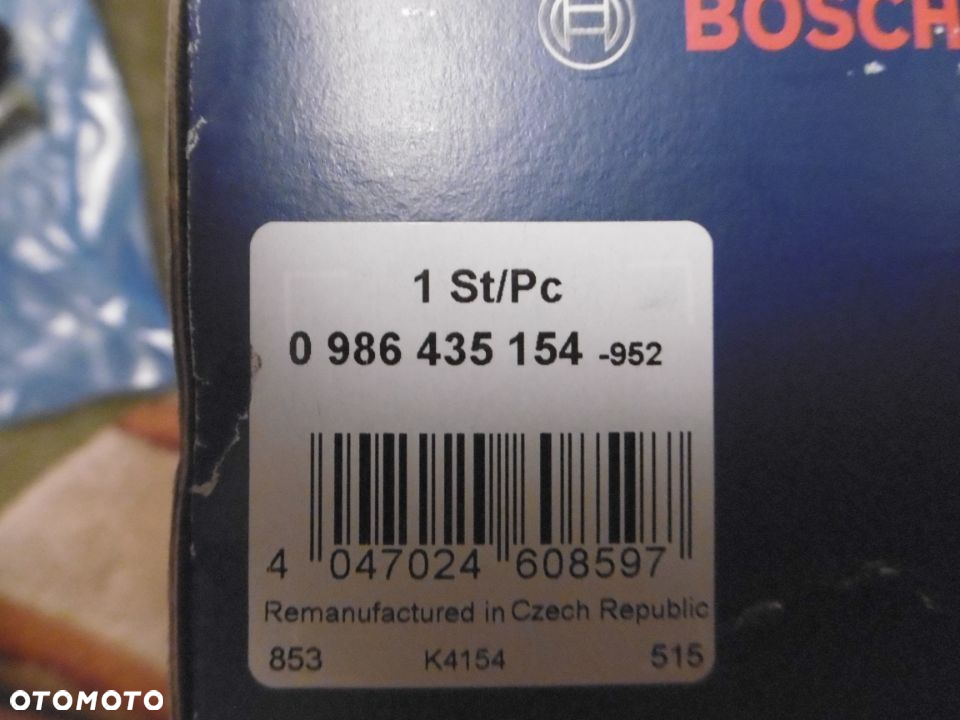 BOSCH
1 St/Pc
0 986 435 154 -952
4 047024 608597
Remanufactured in Czech Republic
853 K4154 515
OTOMOTO